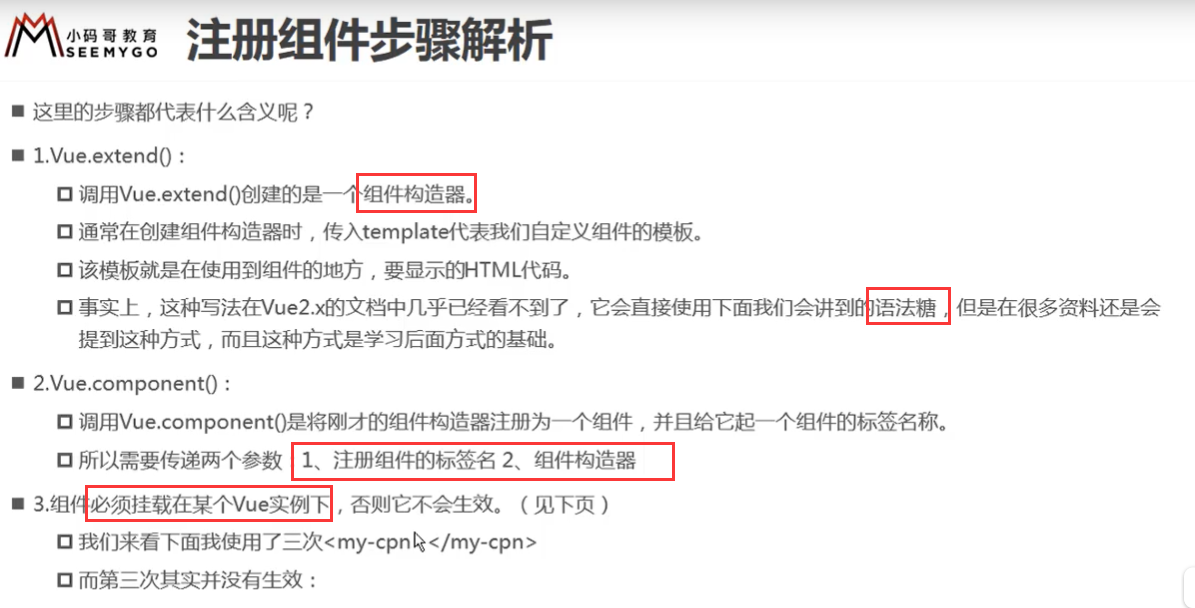 小码哥教育
SEEMYGO
注册组件步骤解析
这里的步骤都代表什么含义呢？
1.Vue.extend()：
调用Vue.extend()创建的是一个组件构造器。
通常在创建组件构造器时，传入template代表我们自定义组件的模板。
该模板就是在使用到组件的地方，要显示的HTML代码。
事实上，这种写法在Vue2.x的文档中几乎已经看不到了，它会直接使用下面我们会讲到的语法糖，但是在很多资料还是会
提到这种方式，而且这种方式是学习后面方式的基础。
2.Vue.component()：
调用Vue.component()是将刚才的组件构造器注册为一个组件，并且给它起一个组件的标签名称。
所以需要传递两个参数：1、注册组件的标签名 2、组件构造器
3.组件必须挂载在某个Vue实例下，否则它不会生效。（见下页）
我们来看下面我使用了三次<my-cpn></my-cpn>
而第三次其实并没有生效：